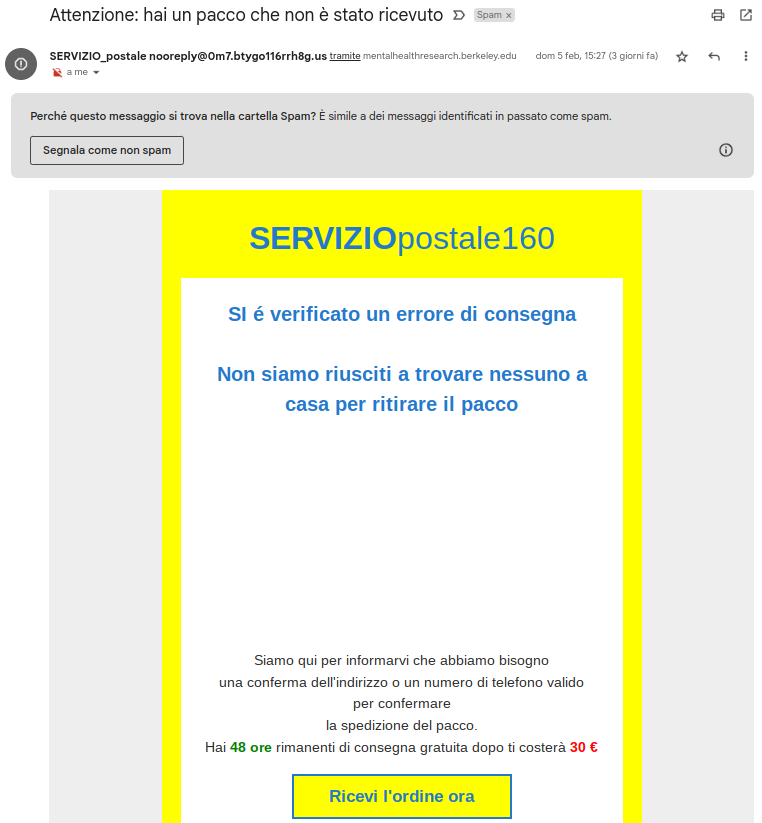 Attenzione: hai un pacco che non è stato ricevuto Spam ×
SERVIZIO_postale nooreply@0m7.btygo116rrh8g.us tramite mentalhealthresearch.berkeley.edu dom 5 feb, 15:27 (3 giorni fa)
a me
Perché questo messaggio si trova nella cartella Spam? È simile a dei messaggi identificati in passato come spam.
Segnala come non spam
SERVIZIOpostale160
SI é verificato un errore di consegna
Non siamo riusciti a trovare nessuno a
casa per ritirare il pacco
Siamo qui per informarvi che abbiamo bisogno
una conferma dell'indirizzo o un numero di telefono valido
per confermare
la spedizione del pacco.
Hai 48 ore rimanenti di consegna gratuita dopo ti costerà 30 €
Ricevi l'ordine ora